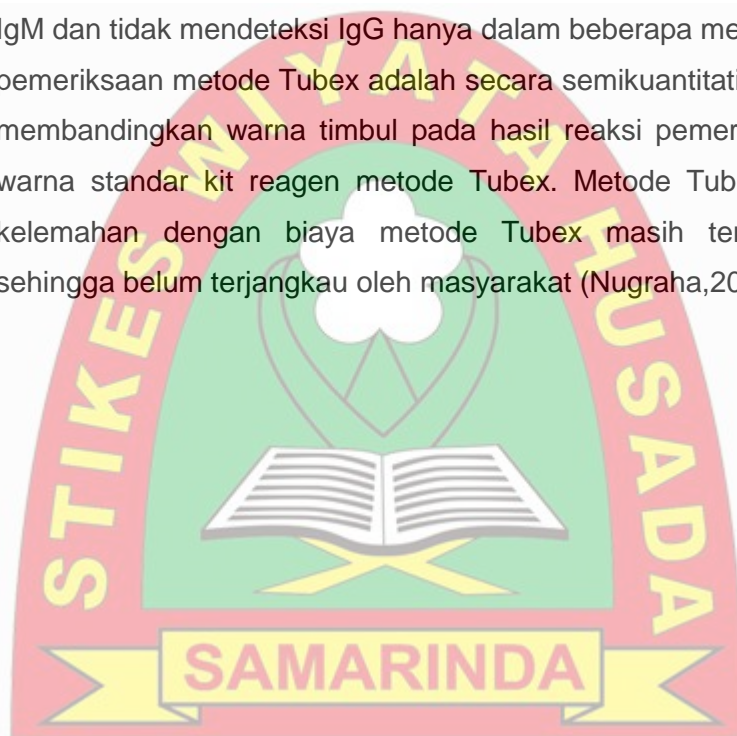 IgM dan tidak mendeteksi IgG hanya dalam beberapa me
pemeriksaan metode Tubex adalah secara semikuantitati
membandingkan warna timbul pada hasil reaksi pemer
warna standar kit reagen metode Tubex. Metode Tub
kelemahan dengan biaya metode Tubex masih ter
sehingga belum terjangkau oleh masyarakat (Nugraha,20
STIKES WIYATA HUSADA
SAMARINDA